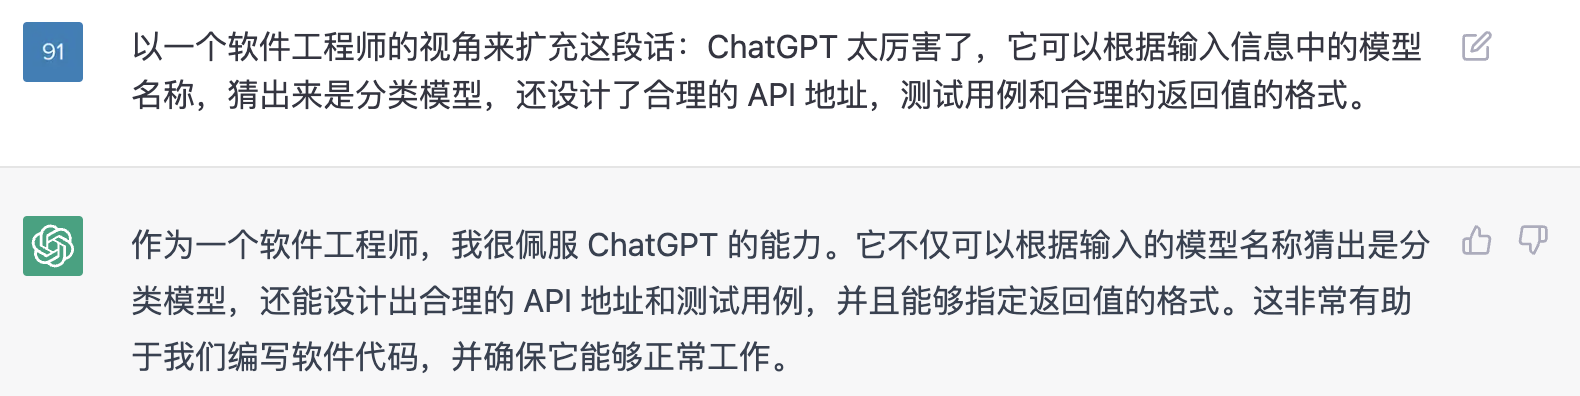 91
以一个软件工程师的视角来扩充这段话：ChatGPT 太厉害了，它可以根据输入信息中的模型
名称，猜出来是分类模型，还设计了合理的 API 地址，测试用例和合理的返回值的格式。
作为一个软件工程师，我很佩服 ChatGPT 的能力。它不仅可以根据输入的模型名称猜出是分
类模型，还能设计出合理的 API 地址和测试用例，并且能够指定返回值的格式。这非常有助
于我们编写软件代码，并确保它能够正常工作。